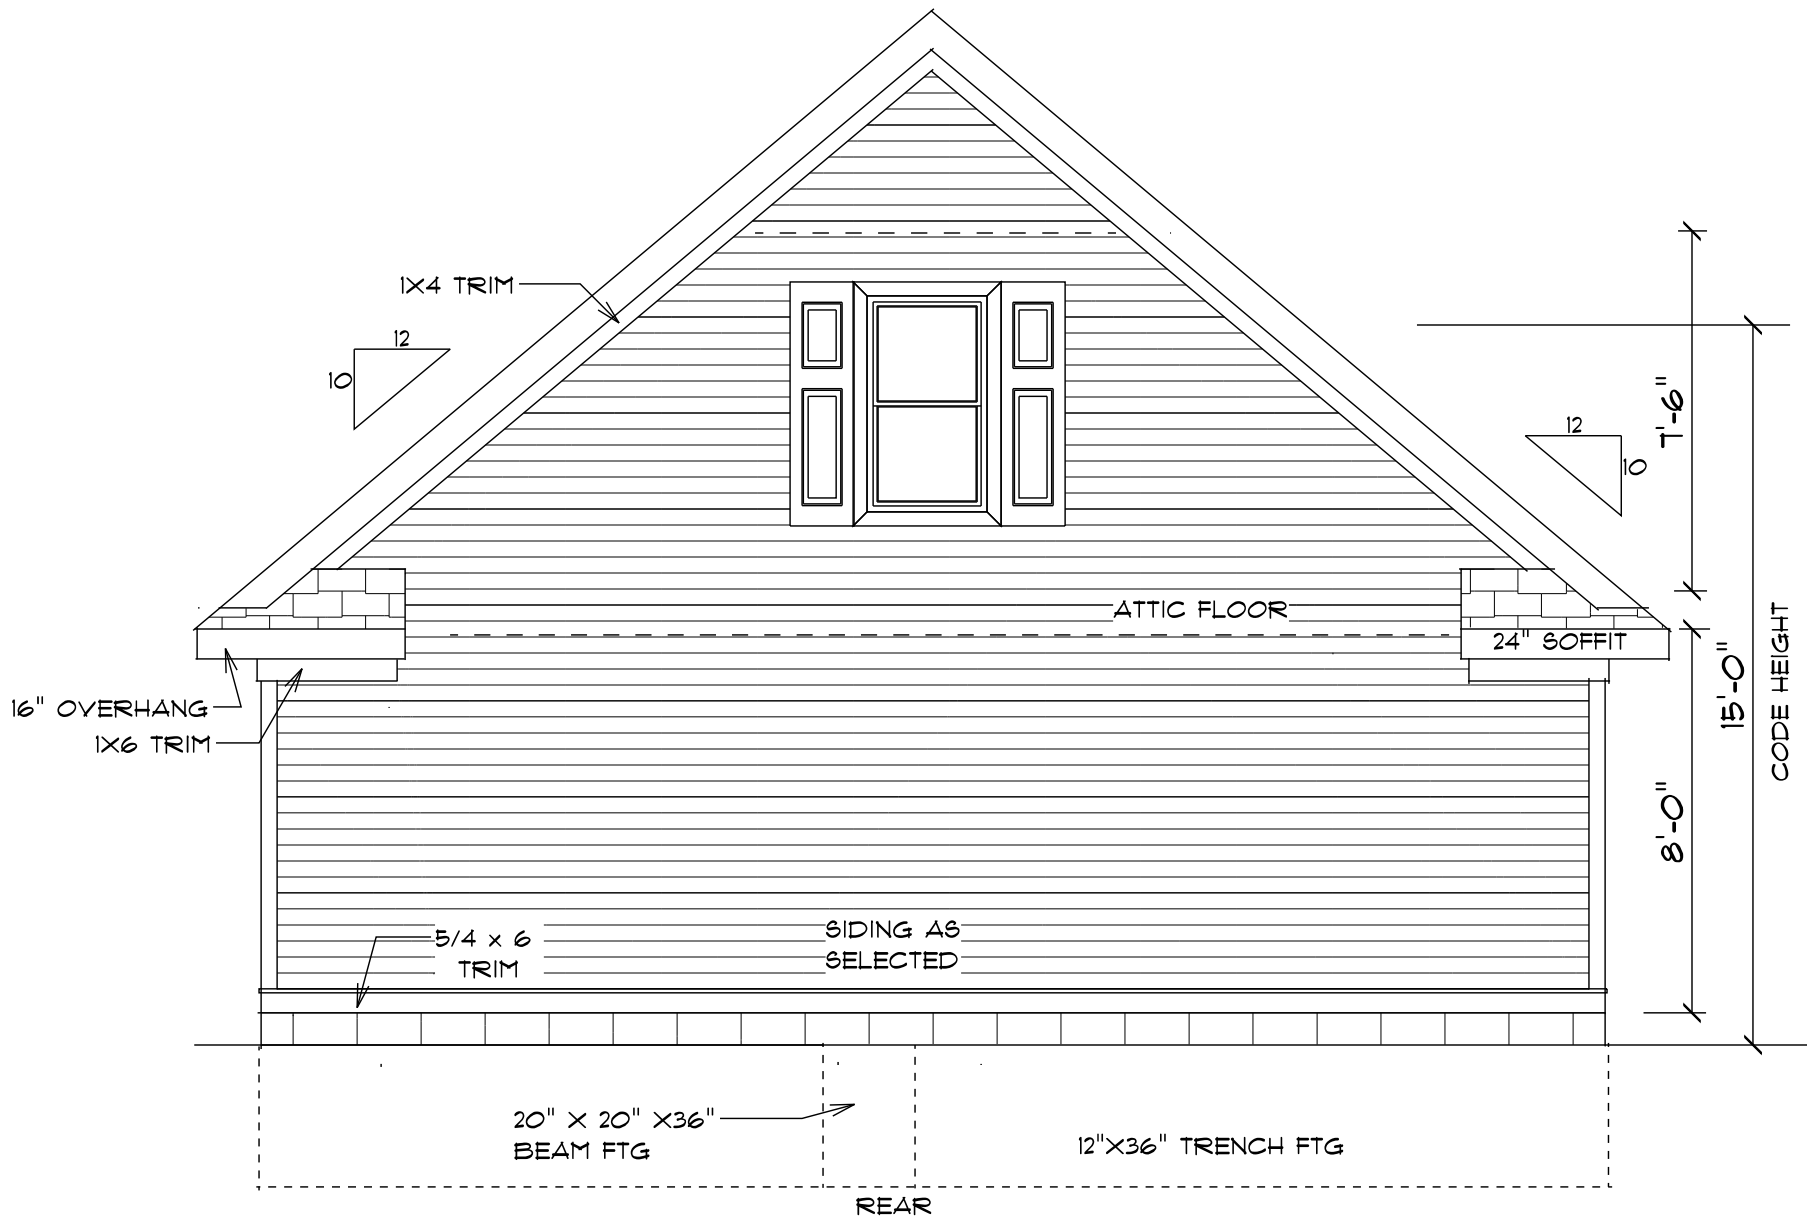 1X4 TRIM
12
10
12
10
7'-6"
ATTIC FLOOR
24" SOFFIT
16" OVERHANG
1X6 TRIM
15'-0"
CODE HEIGHT
8'-0"
5/4 x 6
TRIM
SIDING AS
SELECTED
20" X 20" X36"
BEAM FTG
12"X36" TRENCH FTG
REAR